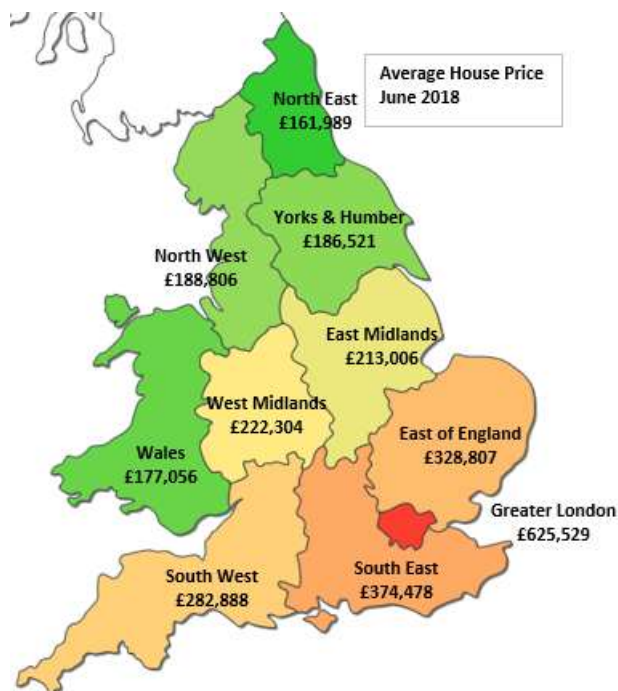 Average House Price
June 2018
North East
£161,989
Yorks & Humber
£186,521
North West
£188,806
East Midlands
£213,006
West Midlands
£222,304
East of England
£328,807
Wales
£177,056
Greater London
£625,529
South West
£282,888
South East
£374,478